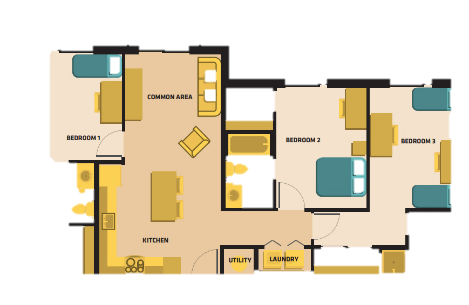 COMMON AREA
BEDROOM 1
BEDROOM 2
BEDROOM 3
KITCHEN
UTILITY
LAUNDRY